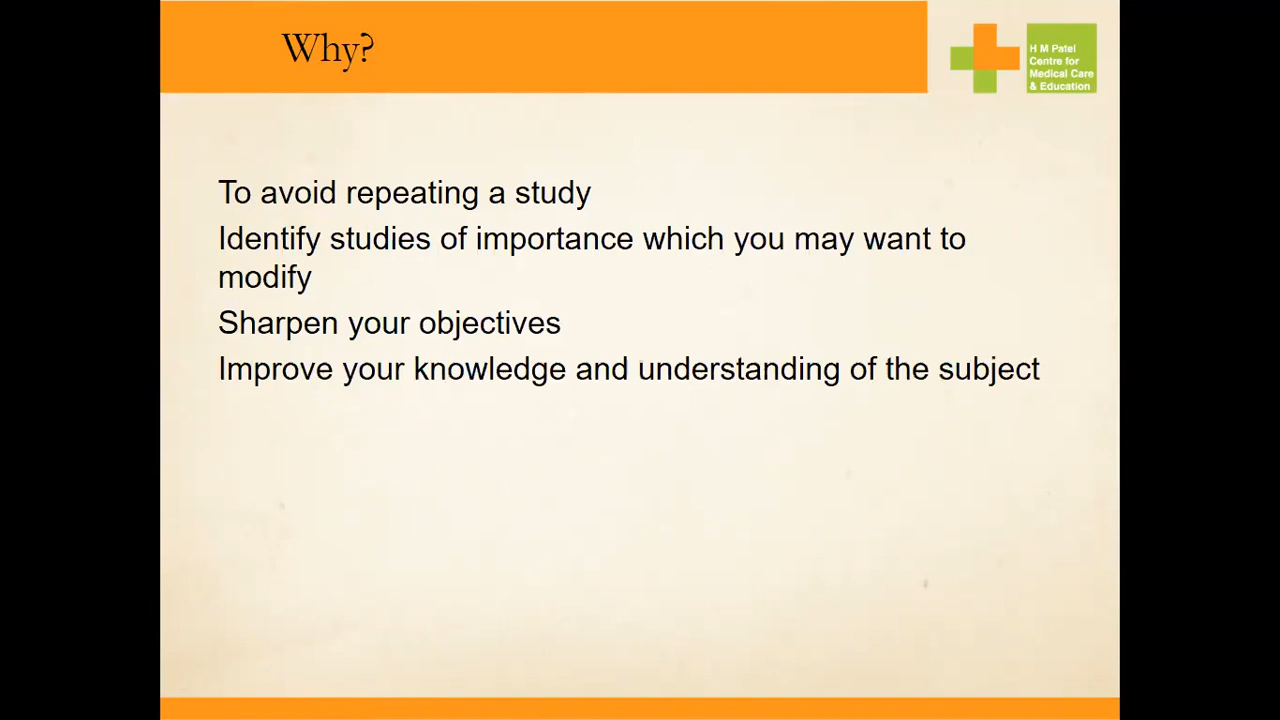 Why?
H M Patel
Centre for
Medical Care
& Education
To avoid repeating a study
Identify studies of importance which you may want to
modify
Sharpen your objectives
Improve your knowledge and understanding of the subject